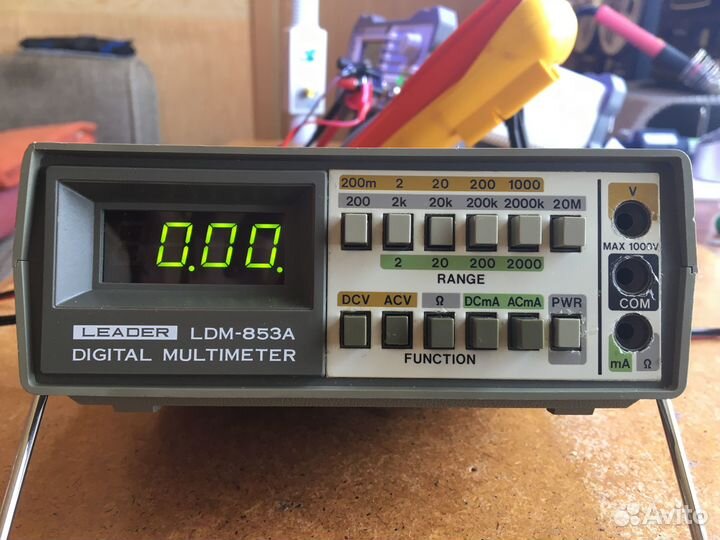 0.00.
LEADER LDM-853A
DIGITAL MULTIMETER
200m 2 20 200 1000
200 2k 20k 200k 2000k 20M
2 20 200 2000
RANGE
DCV ACV Ω DCmA ACmA PWR
FUNCTION
V
MAX 1000V
COM
mA Ω
Avito